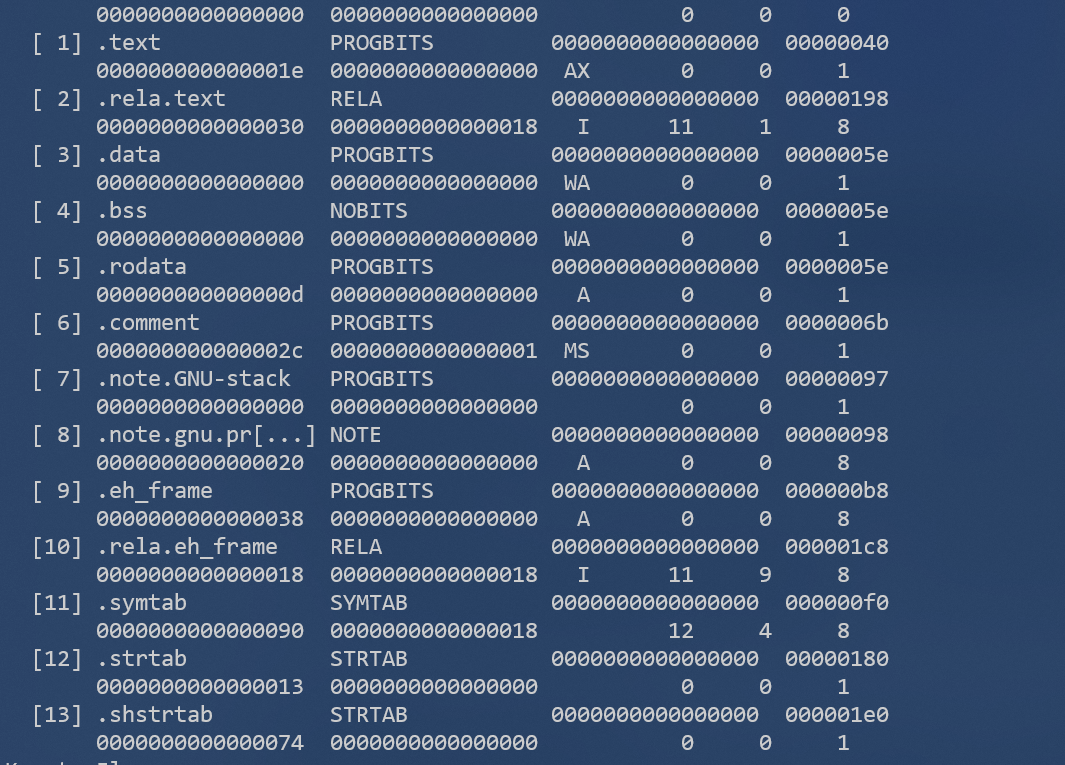 0000000000000000 0000000000000000 0 0 0
[ 1] .text PROGBITS 0000000000000000 00000040
000000000000001e 0000000000000000 AX 0 0 1
[ 2] .rela.text RELA 0000000000000000 00000198
0000000000000030 0000000000000018 I 11 1 8
[ 3] .data PROGBITS 0000000000000000 0000005e
0000000000000000 0000000000000000 WA 0 0 1
[ 4] .bss NOBITS 0000000000000000 0000005e
0000000000000000 0000000000000000 WA 0 0 1
[ 5] .rodata PROGBITS 0000000000000000 0000005e
000000000000000d 0000000000000000 A 0 0 1
[ 6] .comment PROGBITS 0000000000000000 0000006b
000000000000002c 0000000000000001 MS 0 0 1
[ 7] .note.GNU-stack PROGBITS 0000000000000000 00000097
0000000000000000 0000000000000000 0 0 1
[ 8] .note.gnu.pr[...] NOTE 0000000000000000 00000098
0000000000000020 0000000000000000 A 0 0 8
[ 9] .eh_frame PROGBITS 0000000000000000 000000b8
0000000000000038 0000000000000000 A 0 0 8
[10] .rela.eh_frame RELA 0000000000000000 000001c8
0000000000000018 0000000000000018 I 11 9 8
[11] .symtab SYMTAB 0000000000000000 000000f0
0000000000000090 0000000000000018 12 4 8
[12] .strtab STRTAB 0000000000000000 00000180
0000000000000013 0000000000000000 0 0 1
[13] .shstrtab STRTAB 0000000000000000 000001e0
0000000000000074 0000000000000000 0 0 1